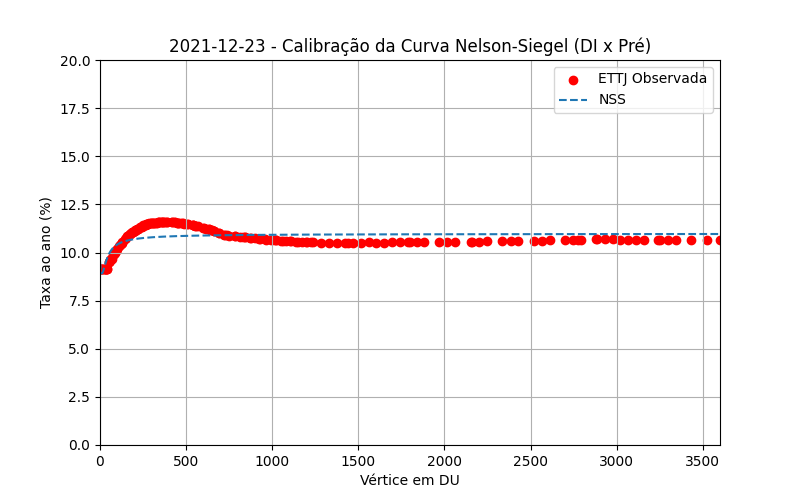 2021-12-23 - Calibração da Curva Nelson-Siegel (DI x Pré)
ETTJ Observada
NSS
Taxa ao ano (%)
20.0
17.5
15.0
12.5
10.0
7.5
5.0
2.5
0.0
0 500 1000 1500 2000 2500 3000 3500
Vértice em DU